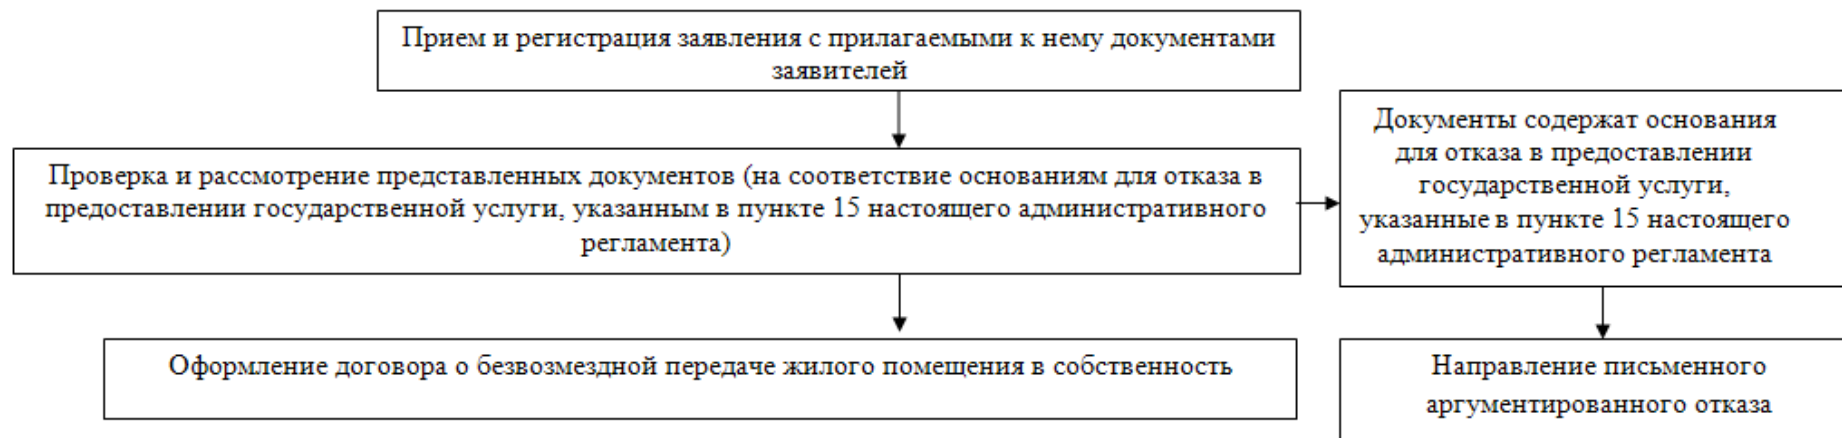 Прием и регистрация заявления с прилагаемыми к нему документами
заявителей
Проверка и рассмотрение представленных документов (на соответствие основаниям для отказа в
предоставлении государственной услуги, указанным в пункте 15 настоящего административного
регламента)
Документы содержат основания
для отказа в предоставлении
государственной услуги,
указанные в пункте 15 настоящего
административного регламента
Оформление договора о безвозмездной передаче жилого помещения в собственность
Направление письменного
аргументированного отказа